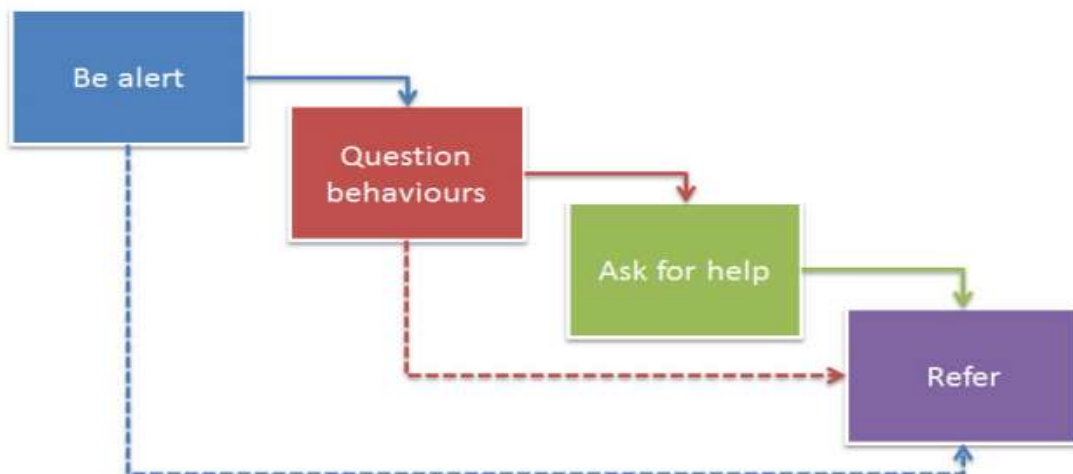 Be alert
Question
behaviours
Ask for help
Refer